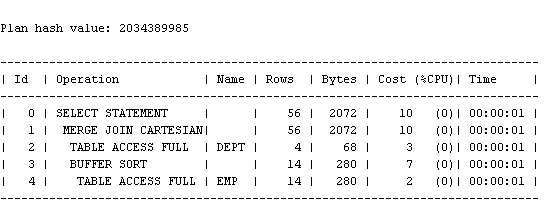 Plan hash value: 2034389985
--------------------------------------------------------------------------------
| Id  | Operation            | Name | Rows  | Bytes | Cost (%CPU)| Time     |
--------------------------------------------------------------------------------
|   0 | SELECT STATEMENT     |      |    56 |  2072 |    10   (0)| 00:00:01 |
|   1 |  MERGE JOIN CARTESIAN|      |    56 |  2072 |    10   (0)| 00:00:01 |
|   2 |   TABLE ACCESS FULL  | DEPT |     4 |    68 |     3   (0)| 00:00:01 |
|   3 |   BUFFER SORT        |      |    14 |   280 |     7   (0)| 00:00:01 |
|   4 |    TABLE ACCESS FULL | EMP  |    14 |   280 |     2   (0)| 00:00:01 |
--------------------------------------------------------------------------------